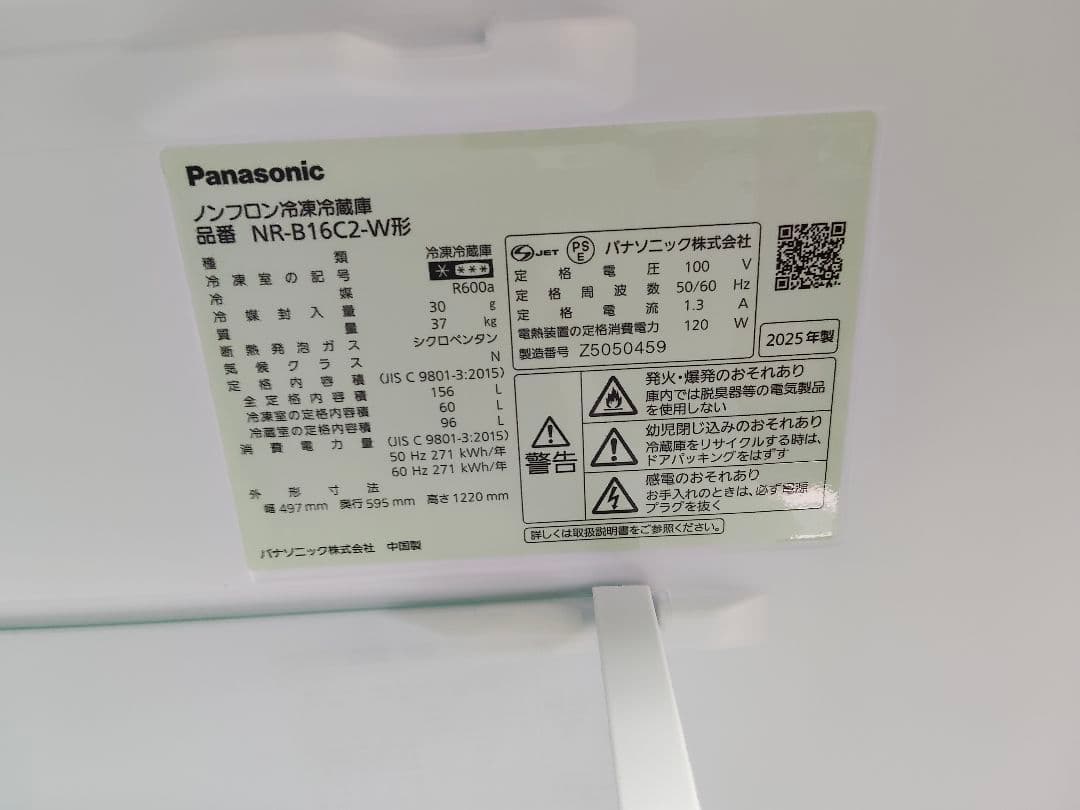 Panasonic
ノンフロン冷凍冷蔵庫
品番 NR-B16C2-W形
種類 冷凍冷蔵庫
冷凍室の記号 * ***
冷媒 R600a
冷媒封入量 30 g
質量 37 kg
断熱発泡ガス シクロペンタン
気候クラス N
定格内容積 (JIS C 9801-3:2015)
全定格内容積 156 L
冷凍室の定格内容積 60 L
冷蔵室の定格内容積 96 L
消費電力量 (JIS C 9801-3:2015)
50 Hz 271 kWh/年
60 Hz 271 kWh/年
外形寸法
幅 497 mm 奥行 595 mm 高さ 1220 mm
パナソニック株式会社 中国製
S JET PS E パナソニック株式会社
定格電圧 100 V
定格周波数 50/60 Hz
定格電流 1.3 A
電熱装置の定格消費電力 120 W
製造番号 Z5050459
2025年製
警告
発火・爆発のおそれあり
庫内では脱臭器等の電気製品
を使用しない
幼児閉じ込みのおそれあり
冷蔵庫をリサイクルする時は、
ドアパッキングをはずす
感電のおそれあり
お手入れのときは、必ず電源
プラグを抜く
詳しくは取扱説明書をご参照ください。